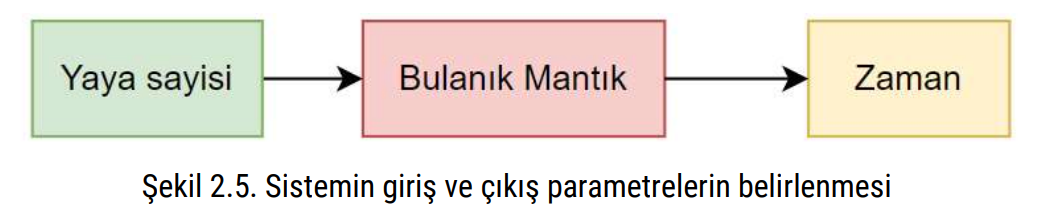 Yaya sayisi
Bulanık Mantık
Zaman
Şekil 2.5. Sistemin giriş ve çıkış parametrelerin belirlenmesi